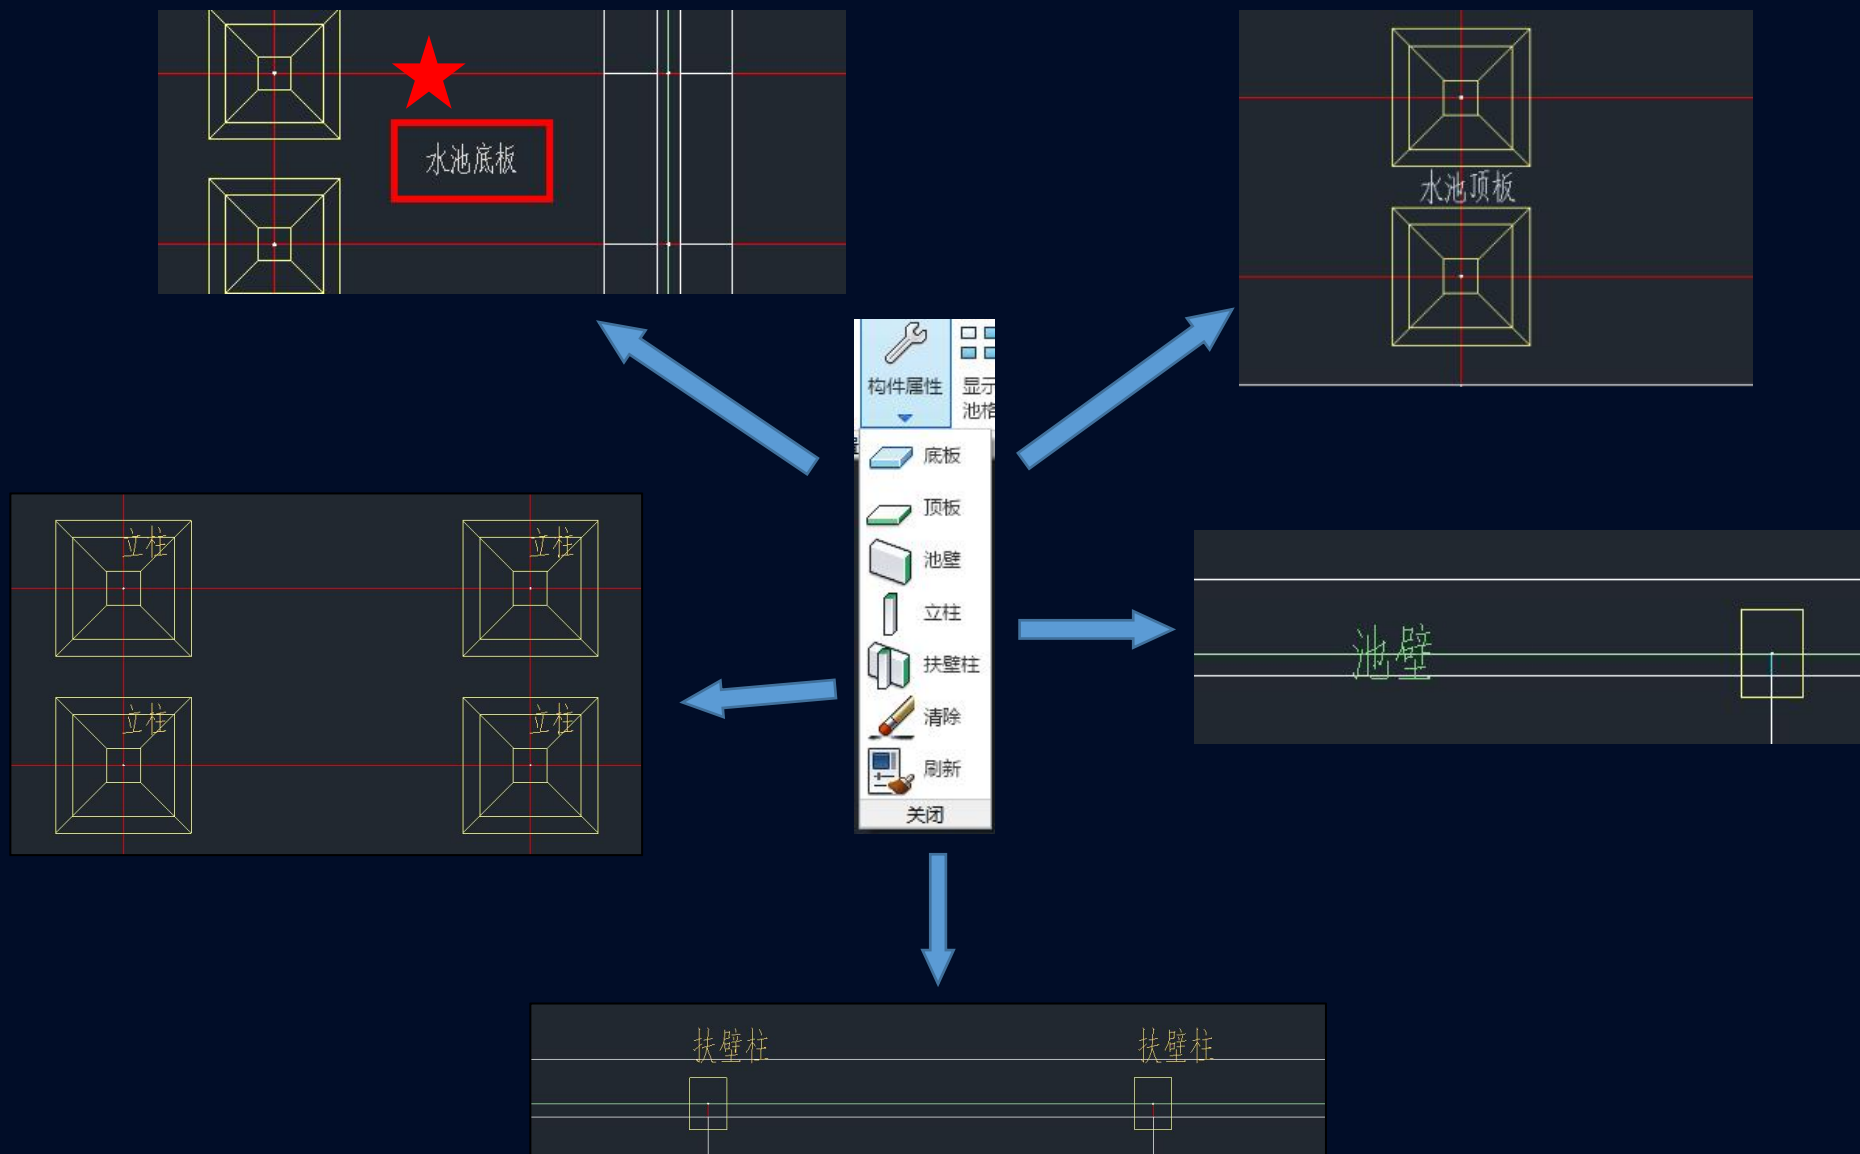 水池底板
水池顶板
构件属性
显示
池格
底板
顶板
池壁
立柱
扶壁柱
清除
刷新
关闭
立柱 立柱
立柱 立柱
池壁
扶壁柱 扶壁柱